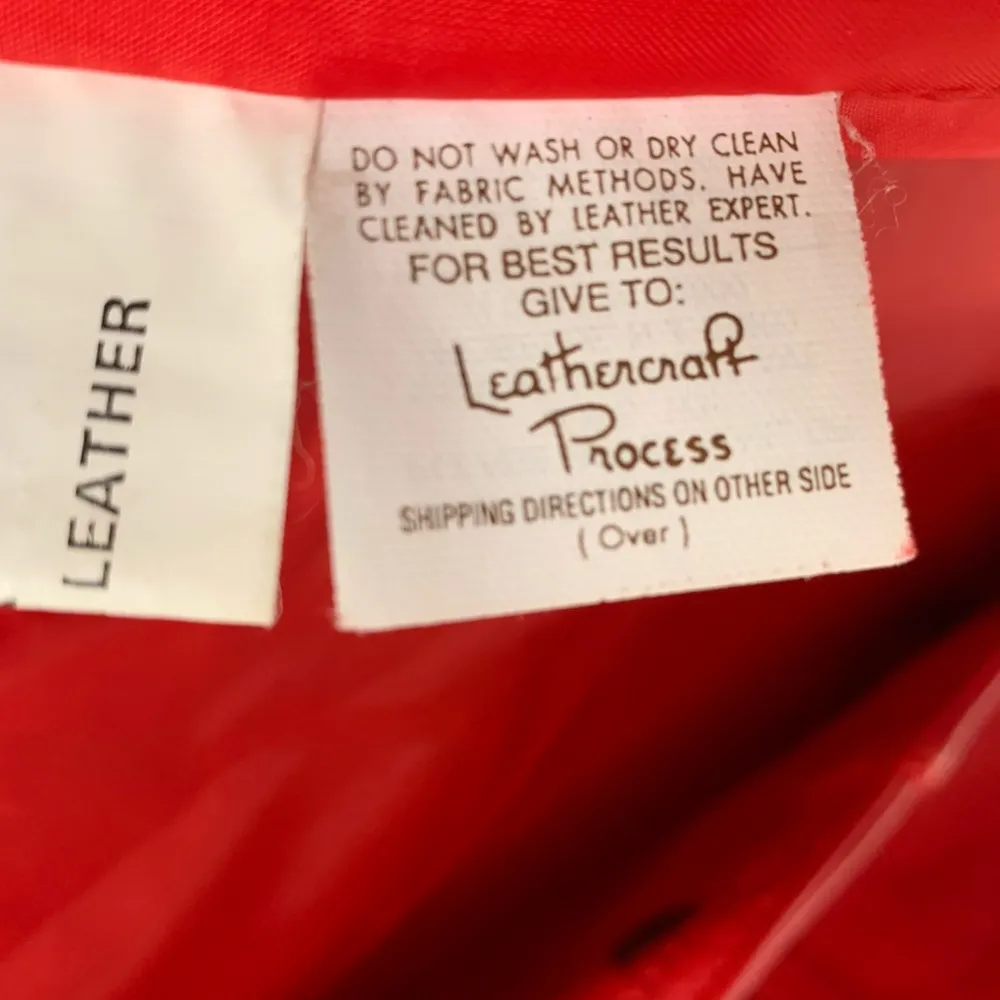 LEATHER
DO NOT WASH OR DRY CLEAN
BY FABRIC METHODS. HAVE
CLEANED BY LEATHER EXPERT.
FOR BEST RESULTS
GIVE TO:
Leathercraft
Process
SHIPPING DIRECTIONS ON OTHER SIDE
( Over )